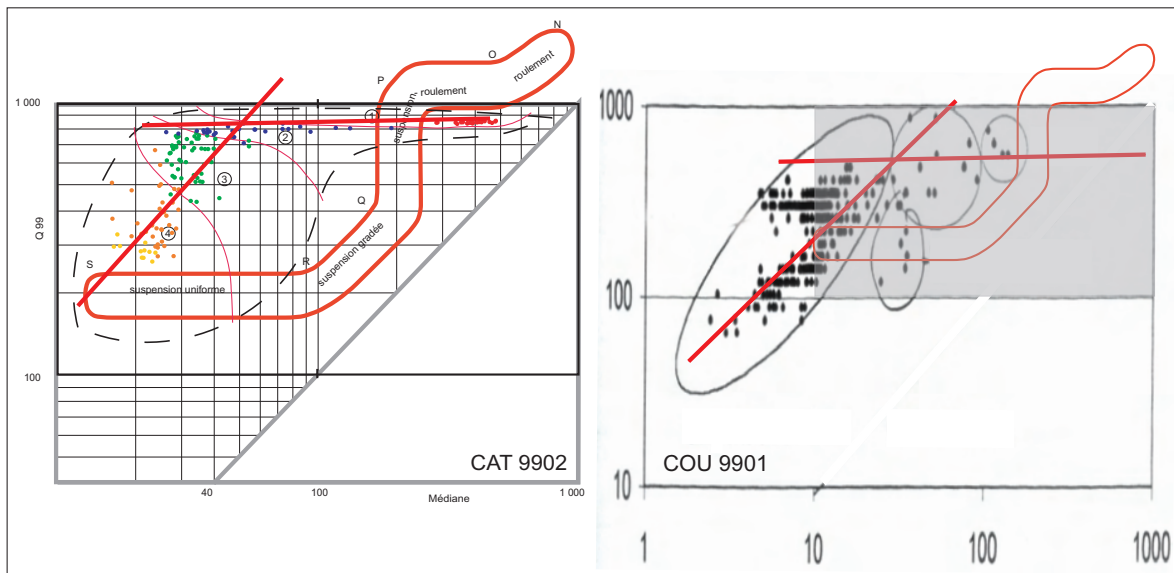 N
O
P
roulement
1 000
suspension, roulement
1
2
3
Q
Q 99
4
suspension gradée
S
R
suspension uniforme
100
CAT 9902
40
100
1 000
Médiane
1000
100
COU 9901
10
1
10
100
1000